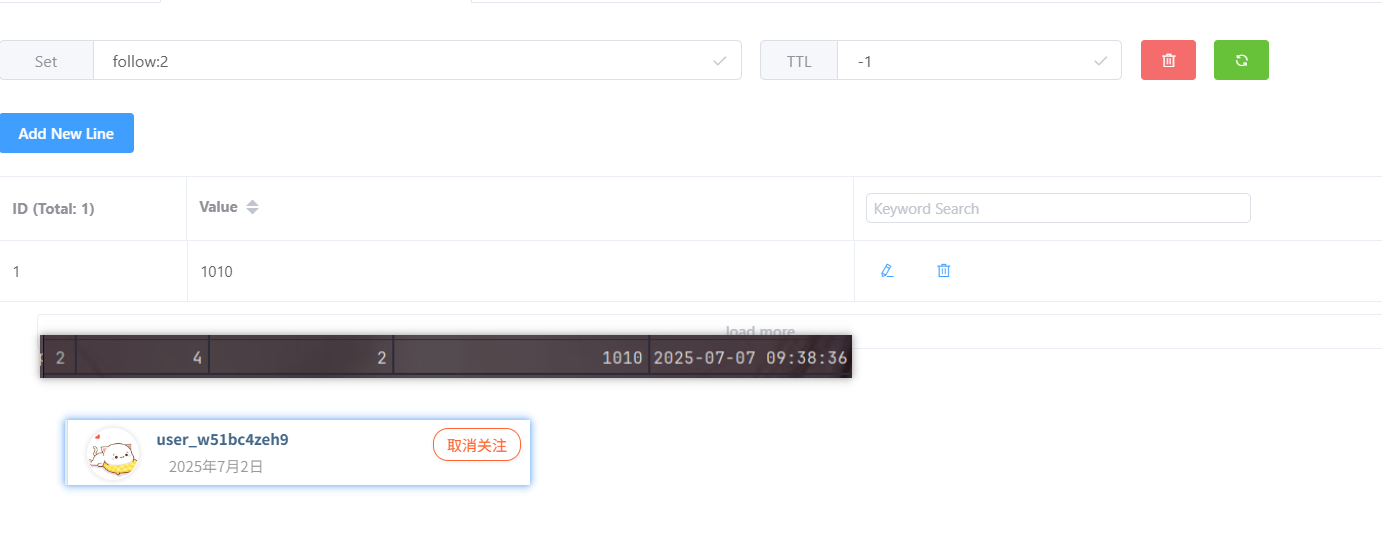 Set follow:2 TTL -1
Add New Line
ID (Total: 1) Value Keyword Search
1 1010
load more
2 4 2 1010 2025-07-07 09:38:36
user_w51bc4zeh9 取消关注
2025年7月2日